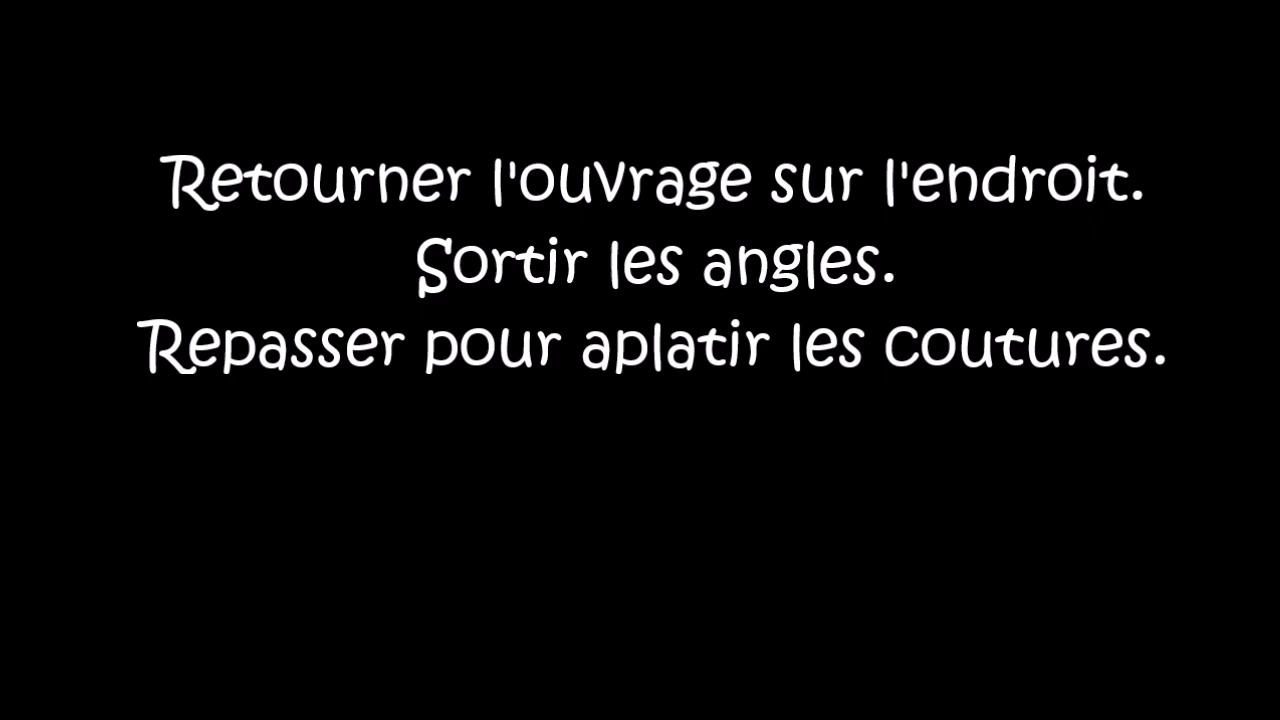 Retourner l'ouvrage sur l'endroit.
Sortir les angles.
Repasser pour aplatir les coutures.